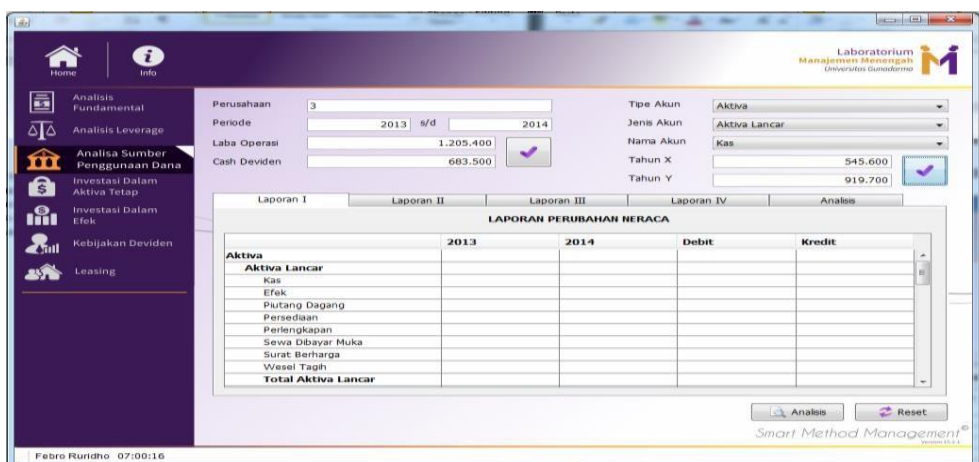 Home
Info
Laboratorium
Manajemen Menengah
Universitas Gunadarma
Analisis
Fundamental
Analisis Leverage
Analisa Sumber
Penggunaan Dana
Investasi Dalam
Aktiva Tetap
Investasi Dalam
Efek
Kebijakan Deviden
Leasing
Perusahaan 3
Periode 2013 s/d 2014
Laba Operasi 1.205.400
Cash Deviden 683.500
Tipe Akun Aktiva
Jenis Akun Aktiva Lancar
Nama Akun Kas
Tahun X 545.600
Tahun Y 919.700
Laporan I Laporan II Laporan III Laporan IV Analisis
LAPORAN PERUBAHAN NERACA
2013 2014 Debit Kredit
Aktiva
Aktiva Lancar
Kas
Efek
Piutang Dagang
Persediaan
Perlengkapan
Sewa Dibayar Muka
Surat Berharga
Wesel Tagih
Total Aktiva Lancar
Analisis Reset
Smart Method Management©
Febro Ruridho 07:00:16